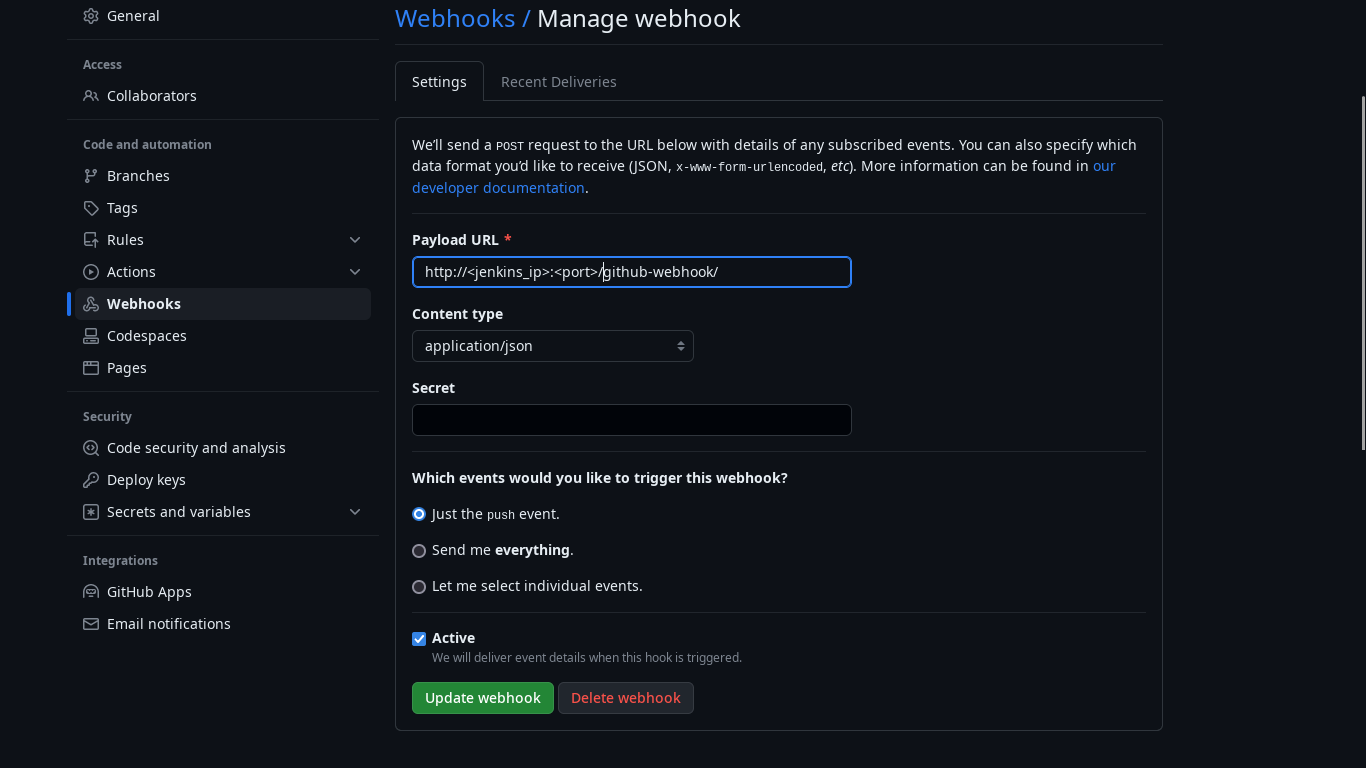 General
Access
Collaborators
Code and automation
Branches
Tags
Rules
Actions
Webhooks
Codespaces
Pages
Security
Code security and analysis
Deploy keys
Secrets and variables
Integrations
GitHub Apps
Email notifications
Webhooks / Manage webhook
Settings
Recent Deliveries
We’ll send a POST request to the URL below with details of any subscribed events. You can also specify which
data format you’d like to receive (JSON, x-www-form-urlencoded, etc). More information can be found in our
developer documentation.
Payload URL *
http://<jenkins_ip>:<port>/github-webhook/
Content type
application/json
Secret
Which events would you like to trigger this webhook?
Just the push event.
Send me everything.
Let me select individual events.
Active
We will deliver event details when this hook is triggered.
Update webhook
Delete webhook